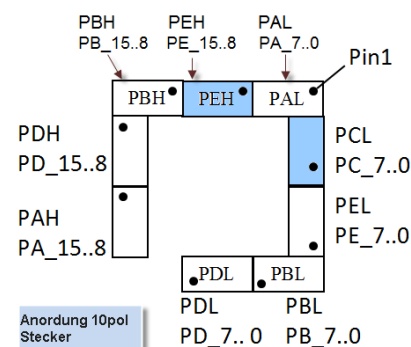 PBH PEH PAL
PB_15..8 PE_15..8 PA_7..0
Pin1
PBH PEH PAL
PDH
PD_15..8
PCL
PC_7..0
PAH
PA_15..8
PEL
PE_7..0
PDL PBL
PDL PBL
PD_7.. 0 PB_7..0
Anordung 10pol
Stecker